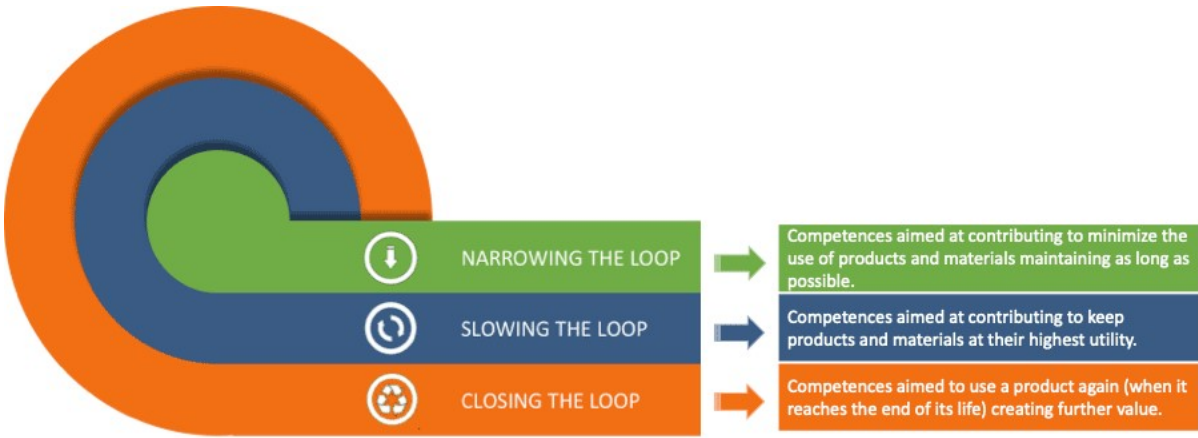 NARROWING THE LOOP
Competences aimed at contributing to minimize the
use of products and materials maintaining as long as
possible.
SLOWING THE LOOP
Competences aimed at contributing to keep
products and materials at their highest utility.
CLOSING THE LOOP
Competences aimed to use a product again (when it
reaches the end of its life) creating further value.